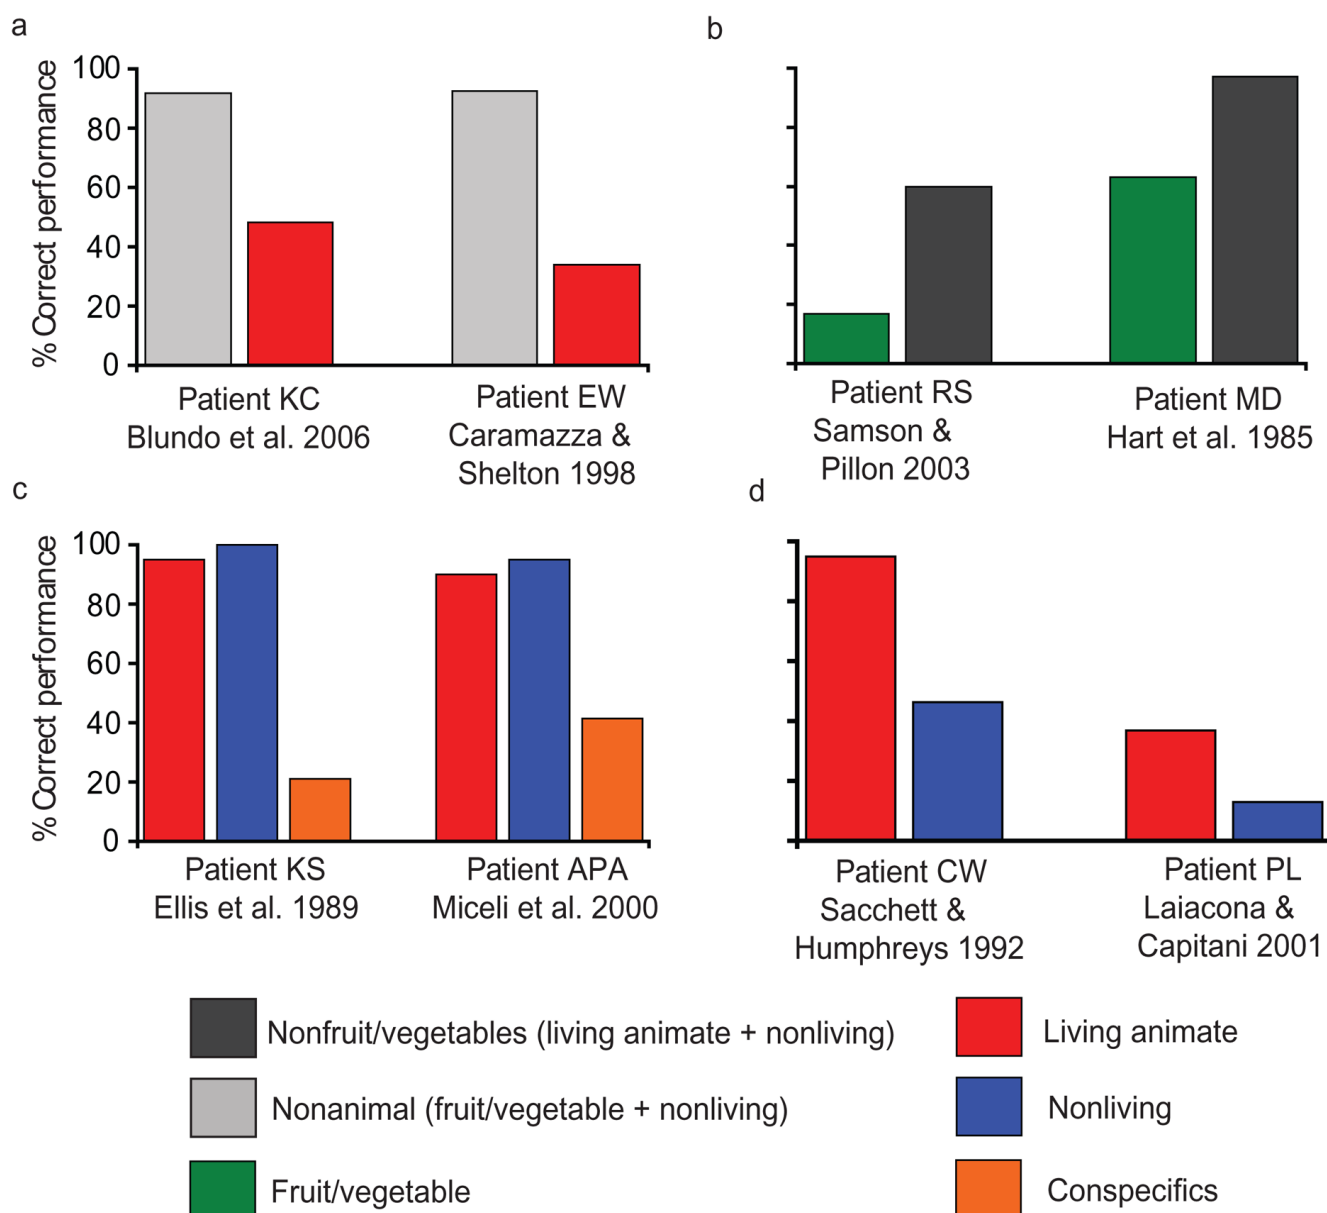 a
b
% Correct performance
100
80
60
40
20
0
Patient KC
Blundo et al. 2006
Patient EW
Caramazza &
Shelton 1998
Patient RS
Samson &
Pillon 2003
Patient MD
Hart et al. 1985
c
d
% Correct performance
100
80
60
40
20
0
Patient KS
Ellis et al. 1989
Patient APA
Miceli et al. 2000
Patient CW
Sacchett &
Humphreys 1992
Patient PL
Laiacona &
Capitani 2001
Nonfruit/vegetables (living animate + nonliving)
Nonanimal (fruit/vegetable + nonliving)
Fruit/vegetable
Living animate
Nonliving
Conspecifics